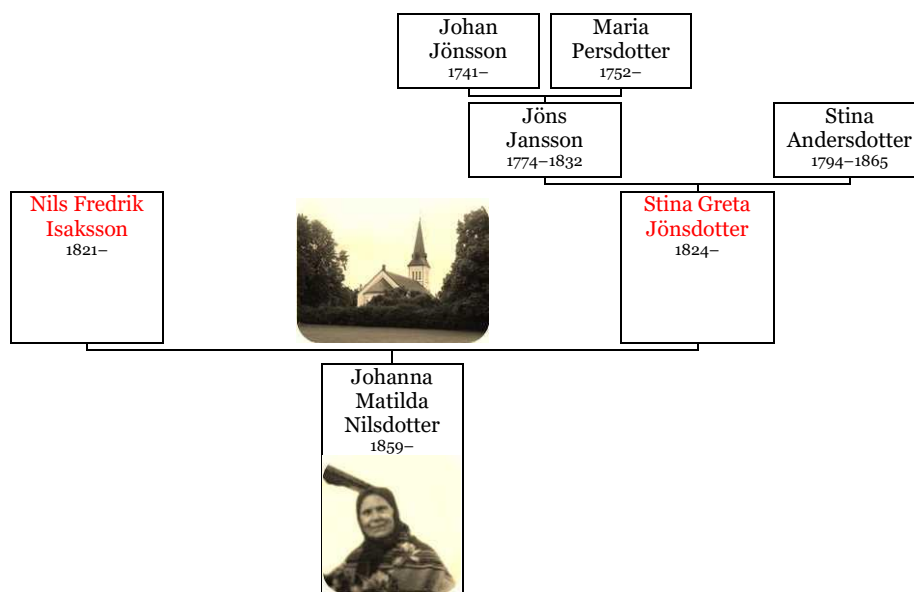 Johan
Jönsson
1741–
Maria
Persdotter
1752–
Jöns
Jansson
1774–1832
Stina
Andersdotter
1794–1865
Nils Fredrik
Isaksson
1821–
Stina Greta
Jönsdotter
1824–
Johanna
Matilda
Nilsdotter
1859–